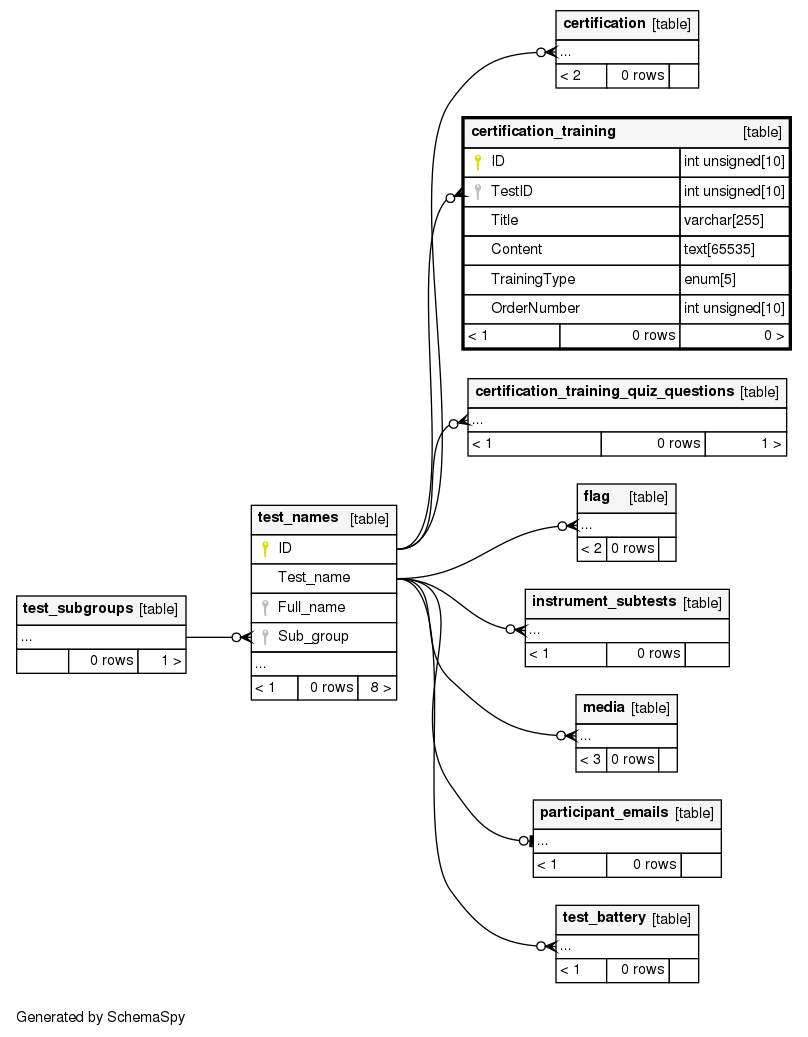 certification [table]
...
< 2 0 rows
certification_training [table]
ID int unsigned[10]
TestID int unsigned[10]
Title varchar[255]
Content text[65535]
TrainingType enum[5]
OrderNumber int unsigned[10]
< 1 0 rows 0 >
certification_training_quiz_questions [table]
...
< 1 0 rows 1 >
flag [table]
...
< 2 0 rows
test_names [table]
ID
Test_name
Full_name
Sub_group
...
< 1 0 rows 8 >
test_subgroups [table]
...
0 rows 1 >
instrument_subtests [table]
...
< 1 0 rows
media [table]
...
< 3 0 rows
participant_emails [table]
...
< 1 0 rows
test_battery [table]
...
< 1 0 rows
Generated by SchemaSpy